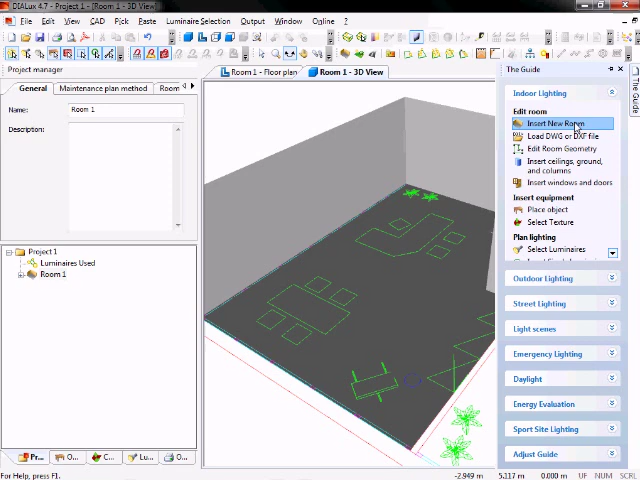 DIALux 4.7 - Project 1 - [Room 1 - 3D View]
File Edit View CAD Paste Luminaire Selection Window Online ?
Project manager
General Maintenance plan method Room
Name: Room 1
Description:
Project 1
Luminaires Used
Room 1
Pr... O... C... Lu... O...
Room 1 - Floor plan Room 1 - 3D View
The Guide
The Guide
Indoor Lighting
Edit room
Insert New Room
Load DWG or DXF file
Edit Room Geometry
Insert ceilings, ground,
and columns
Insert windows and doors
Insert equipment
Place object
Select Texture
Plan lighting
Select Luminaires
Outdoor Lighting
Street Lighting
Light scenes
Emergency Lighting
Daylight
Energy Evaluation
Sport Site Lighting
Adjust Guide
For Help, press F1. -2.949 m 5.117 m 0.000 m UF NUM SCRL